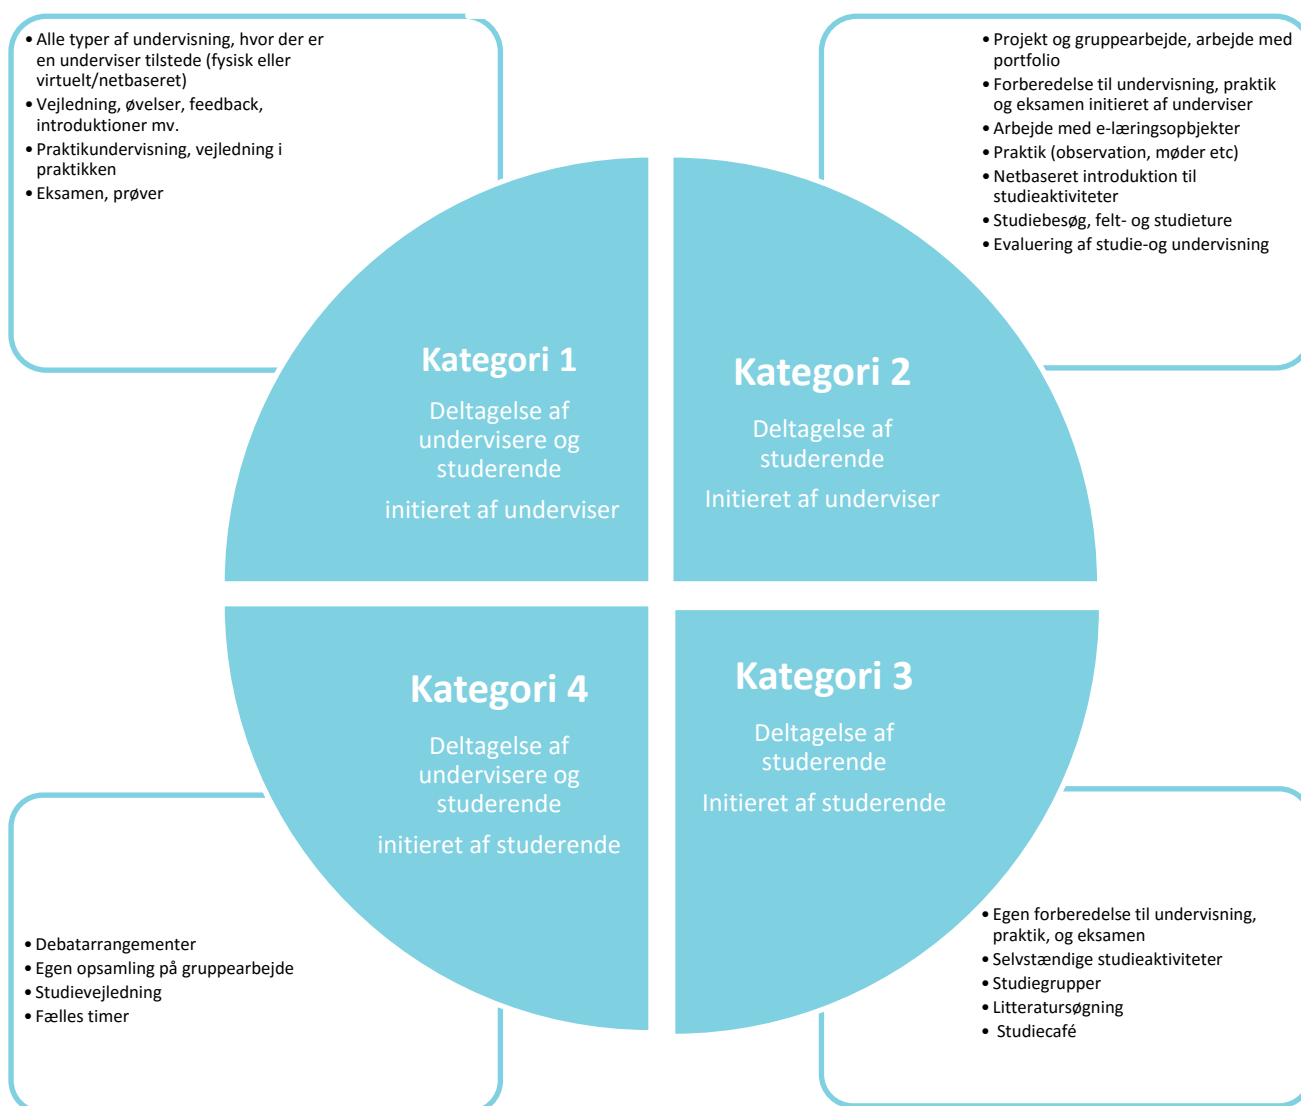 • Alle typer af undervisning, hvor der er
en underviser tilstede (fysisk eller
virtuelt/netbaseret)
• Vejledning, øvelser, feedback,
introduktioner mv.
• Praktikundervisning, vejledning i
praktikken
• Eksamen, prøver
• Projekt og gruppearbejde, arbejde med
portfolio
• Forberedelse til undervisning, praktik
og eksamen initieret af underviser
• Arbejde med e-læringsopbjekter
• Praktik (observation, møder etc)
• Netbaseret introduktion til
studieaktiviteter
• Studiebesøg, felt- og studieture
• Evaluering af studie-og undervisning
Kategori 1
Deltagelse af
undervisere og
studerende
initieret af underviser
Kategori 2
Deltagelse af
studerende
Initieret af underviser
Kategori 4
Deltagelse af
undervisere og
studerende
initieret af studerende
Kategori 3
Deltagelse af
studerende
Initieret af studerende
• Debatarrangementer
• Egen opsamling på gruppearbejde
• Studievejledning
• Fælles timer
• Egen forberedelse til undervisning,
praktik, og eksamen
• Selvstændige studieaktiviteter
• Studiegrupper
• Litteratursøgning
• Studiecafé